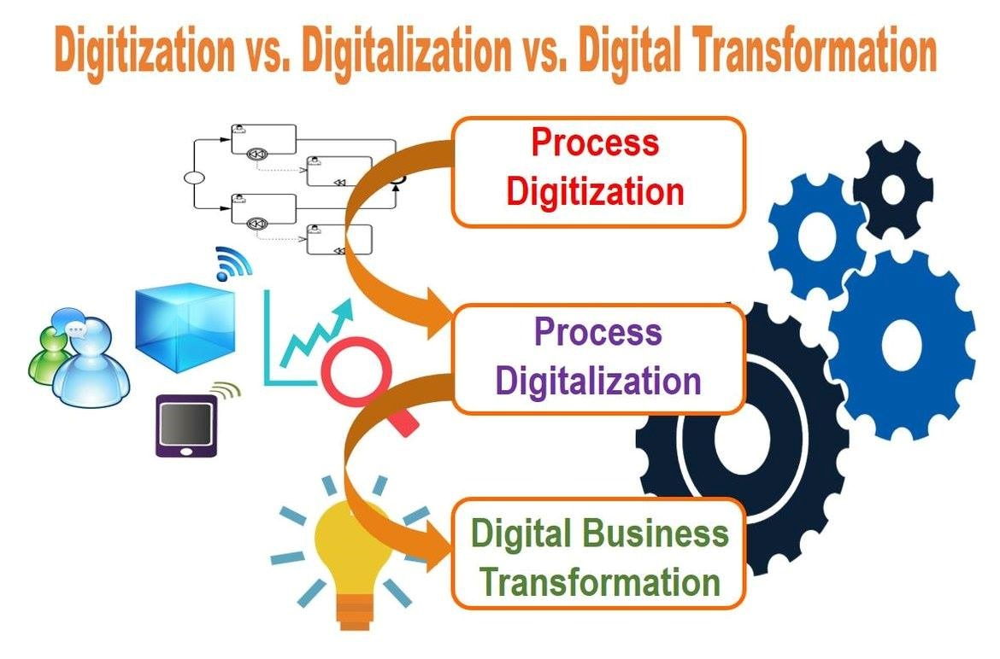 Digitization vs. Digitalization vs. Digital Transformation
Process
Digitization
Process
Digitalization
Digital Business
Transformation